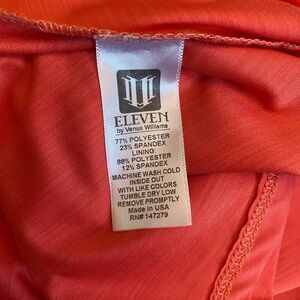 ELEVEN
by Venus Williams
77% POLYESTER
23% SPANDEX
LINING:
88% POLYESTER
12% SPANDEX
MACHINE WASH COLD
INSIDE OUT
WITH LIKE COLORS
TUMBLE DRY LOW
REMOVE PROMPTLY
Made in USA
RN# 147279